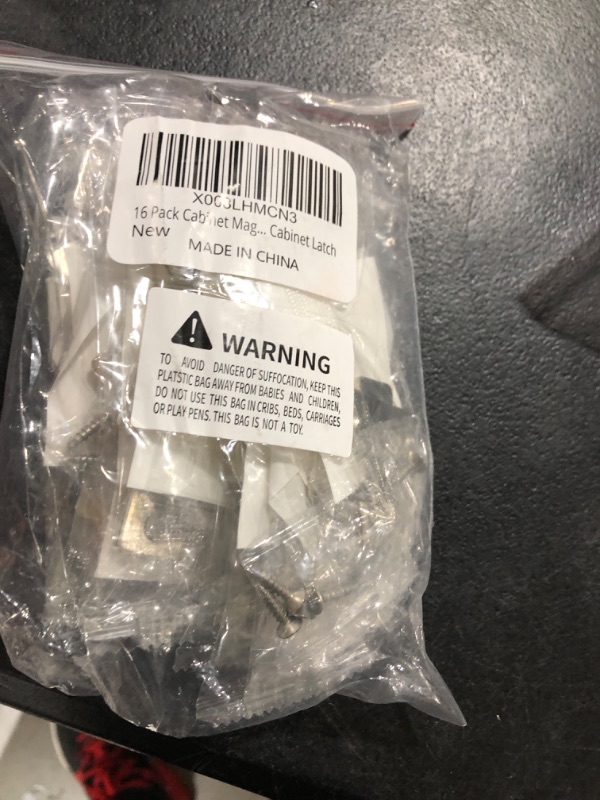 X003LHMCN3
16 Pack Cabinet Mag... Cabinet Latch
New
MADE IN CHINA
WARNING
TO AVOID DANGER OF SUFFOCATION, KEEP THIS
PLATSTIC BAG AWAY FROM BABIES AND CHILDREN,
DO NOT USE THIS BAG IN CRIBS, BEDS, CARRIAGES
OR PLAY PENS. THIS BAG IS NOT A TOY.